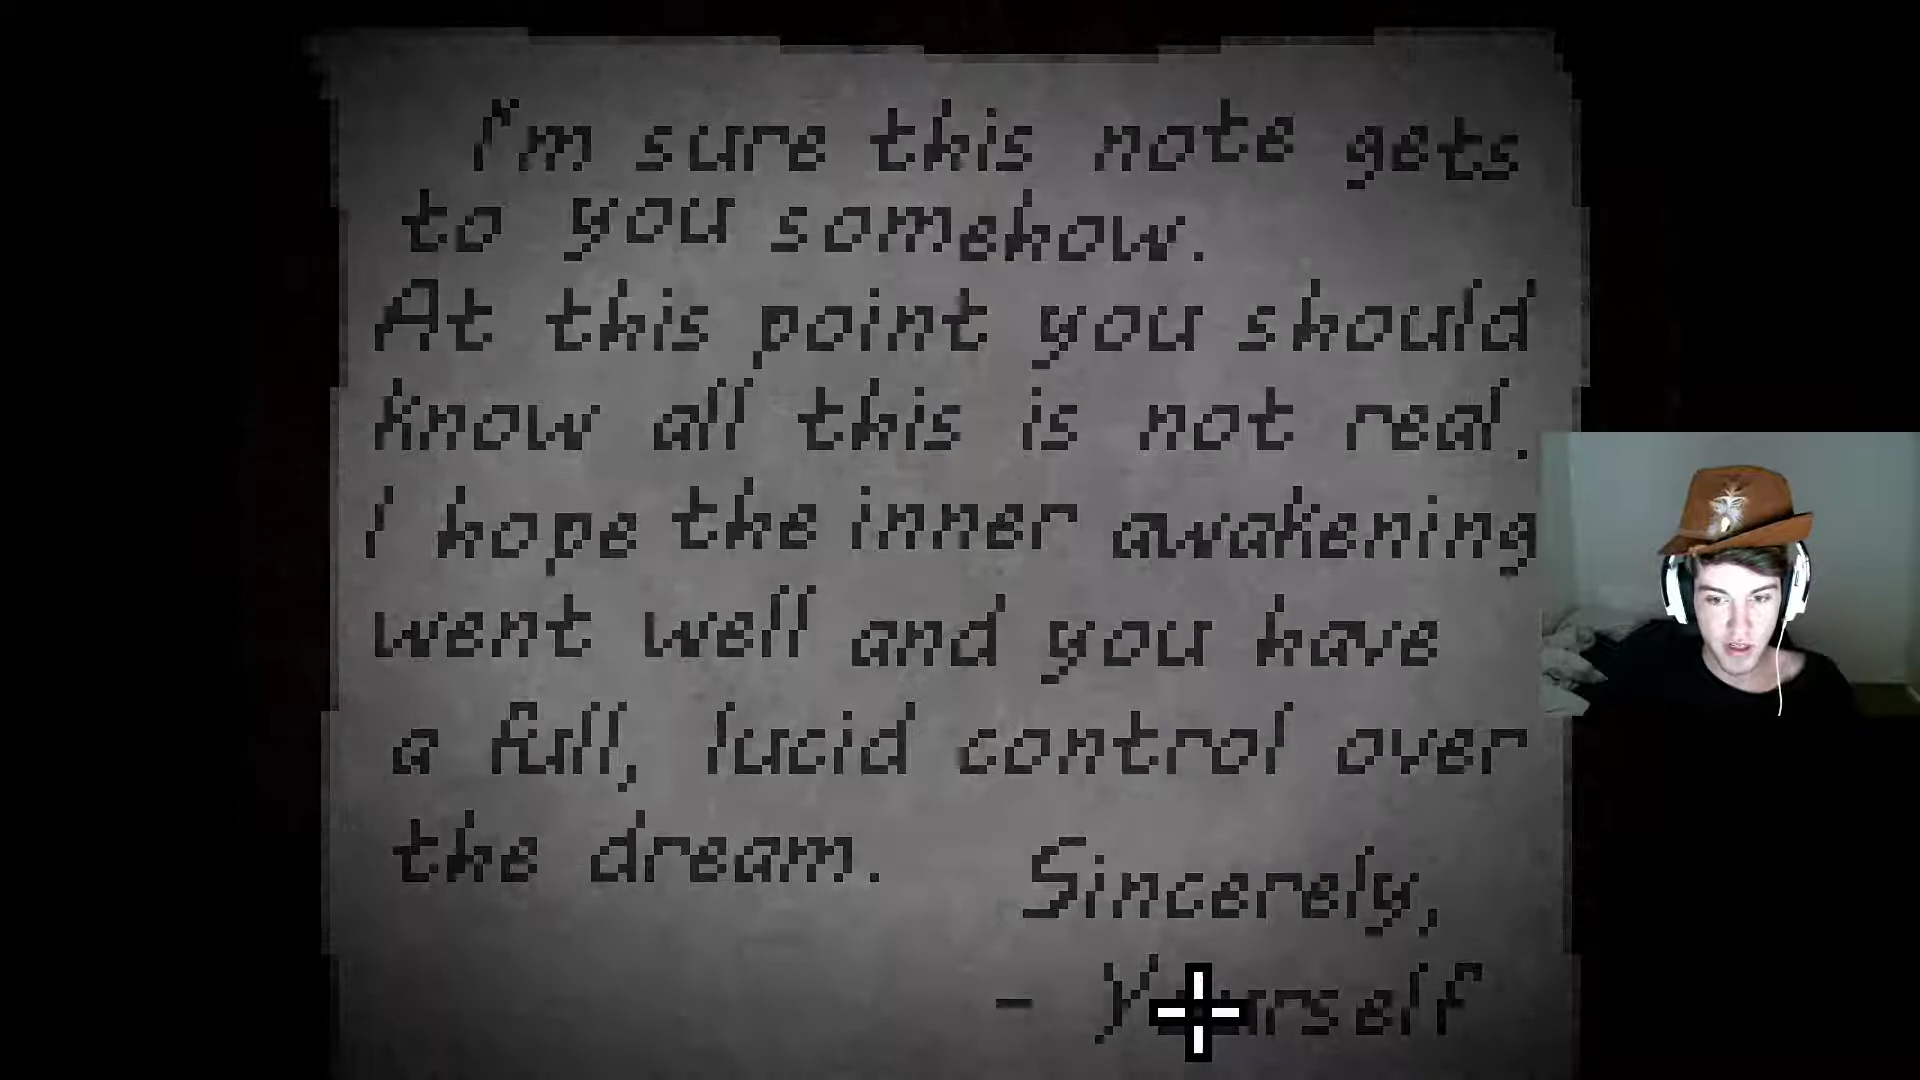 I'm sure this note gets
to you somehow.
At this point you should
know all this is not real.
I hope the inner awakening
went well and you have
a full, lucid control over
the dream.
Sincerely,
- Yourself